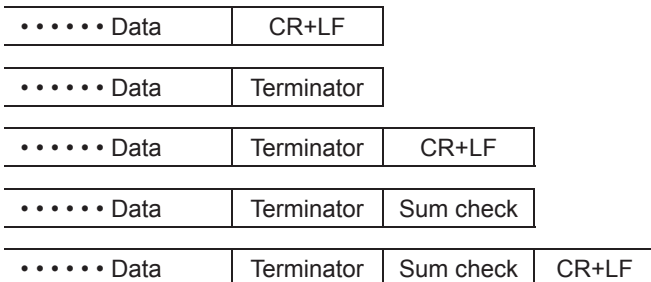 •••••• Data CR+LF
•••••• Data Terminator
•••••• Data Terminator CR+LF
•••••• Data Terminator Sum check
•••••• Data Terminator Sum check CR+LF